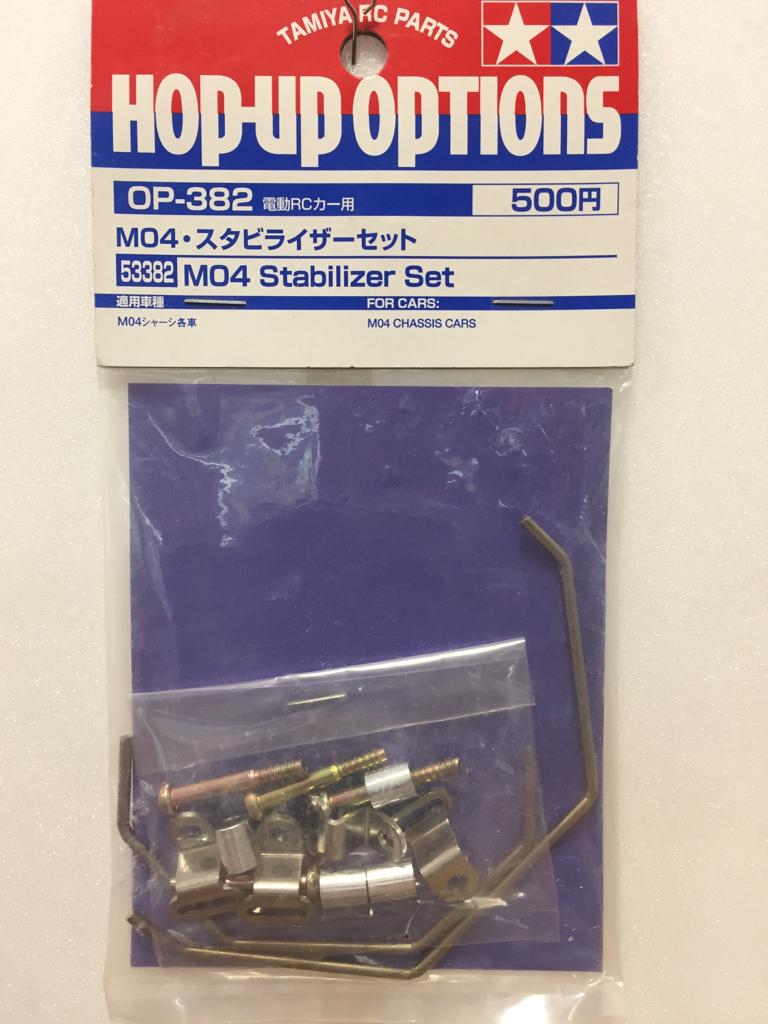 TAMIYA RC PARTS
HOP-UP OPTIONS
OP-382 電動RCカー用 500円
M04・スタビライザーセット
53382 M04 Stabilizer Set
適用車種 FOR CARS:
M04シャーシ各車 M04 CHASSIS CARS